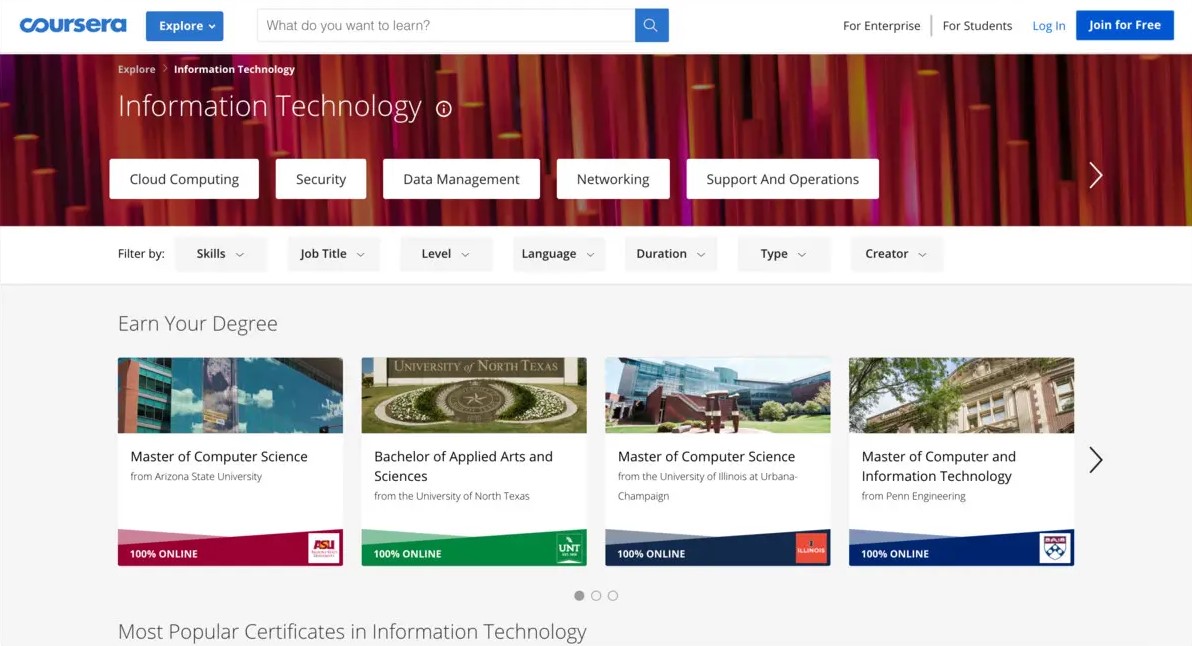 coursera
Explore
What do you want to learn?
For Enterprise
For Students
Log In
Join for Free
Explore > Information Technology
Information Technology
Cloud Computing
Security
Data Management
Networking
Support And Operations
Filter by:
Skills
Job Title
Level
Language
Duration
Type
Creator
Earn Your Degree
UNIVERSITY of NORTH TEXAS
Master of Computer Science
from Arizona State University
100% ONLINE
ASU
Bachelor of Applied Arts and
Sciences
from the University of North Texas
100% ONLINE
UNT
Master of Computer Science
from the University of Illinois at Urbana-
Champaign
100% ONLINE
ILLINOIS
Master of Computer and
Information Technology
from Penn Engineering
100% ONLINE
Most Popular Certificates in Information Technology